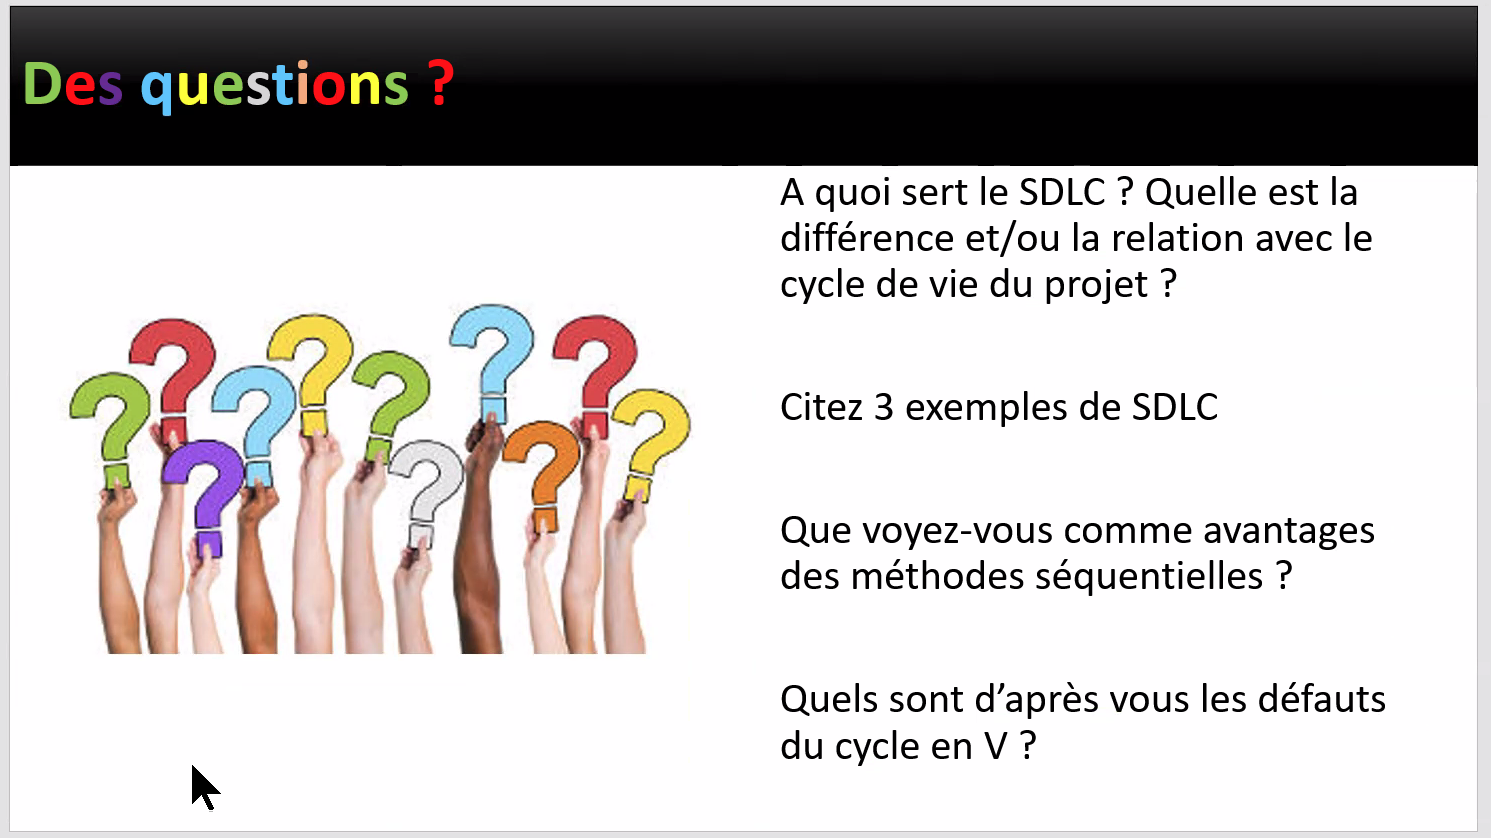 Des questions ?
A quoi sert le SDLC ? Quelle est la
différence et/ou la relation avec le
cycle de vie du projet ?
Citez 3 exemples de SDLC
Que voyez-vous comme avantages
des méthodes séquentielles ?
Quels sont d’après vous les défauts
du cycle en V ?